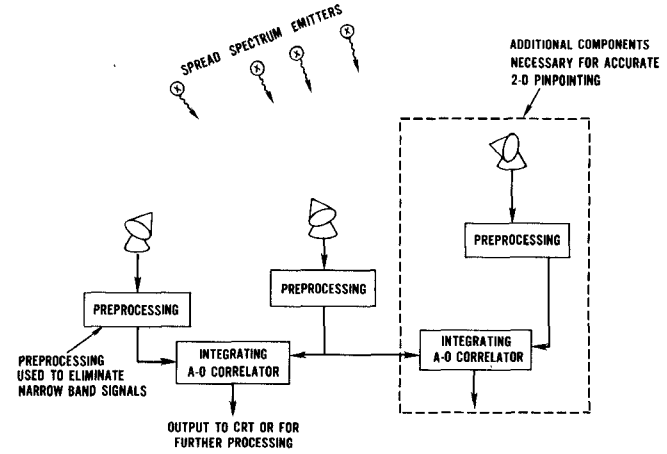 SPREAD SPECTRUM EMITTERS
X
X
X
X
ADDITIONAL COMPONENTS
NECESSARY FOR ACCURATE
2-D PINPOINTING
PREPROCESSING
PREPROCESSING
PREPROCESSING
INTEGRATING
A-O CORRELATOR
INTEGRATING
A-O CORRELATOR
PREPROCESSING
USED TO ELIMINATE
NARROW BAND SIGNALS
OUTPUT TO CRT OR FOR
FURTHER PROCESSING